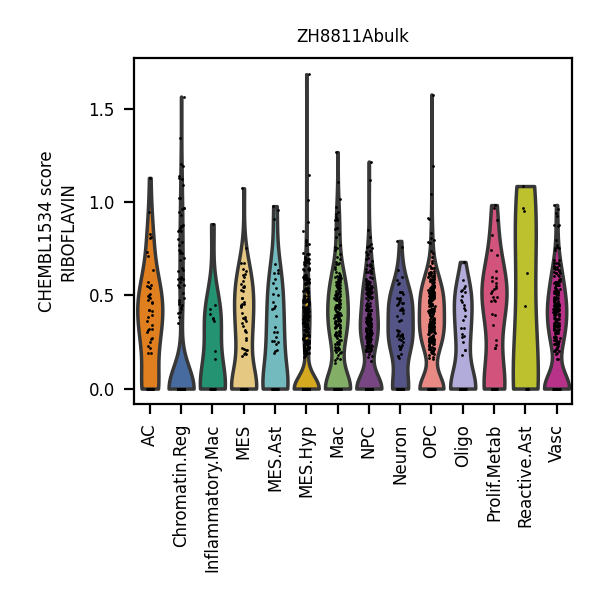 ZH8811Abulk
CHEMBL1534 score
RIBOFLAVIN
1.5
1.0
0.5
0.0
AC
Chromatin.Reg
Inflammatory.Mac
MES
MES.Ast
MES.Hyp
Mac
NPC
Neuron
OPC
Oligo
Prolif.Metab
Reactive.Ast
Vasc